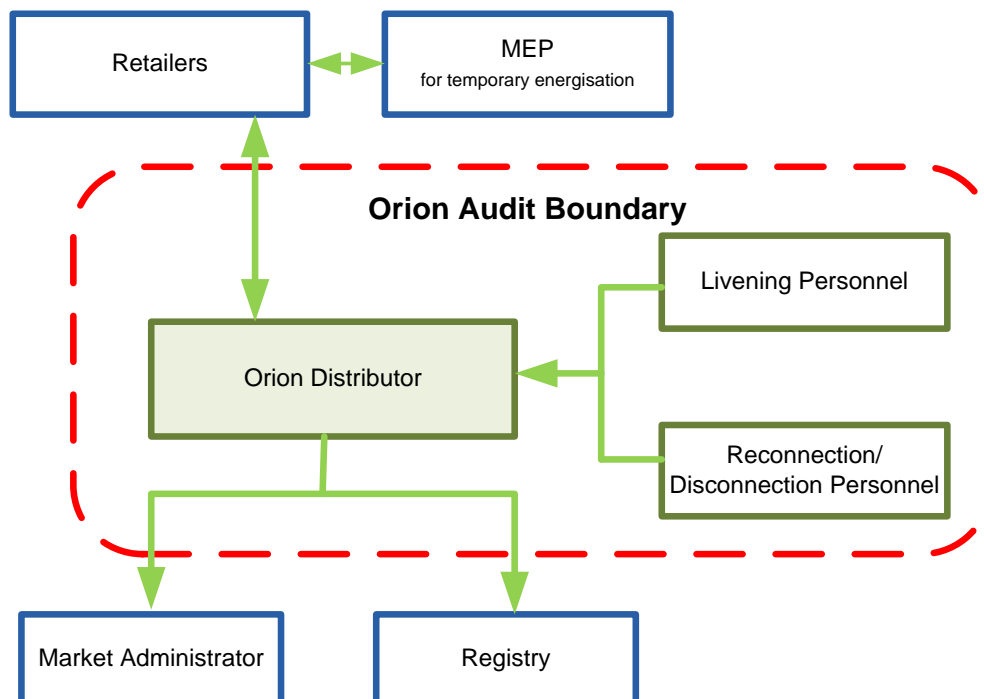 Retailers
MEP
for temporary energisation
Orion Audit Boundary
Livening Personnel
Orion Distributor
Reconnection/
Disconnection Personnel
Market Administrator
Registry